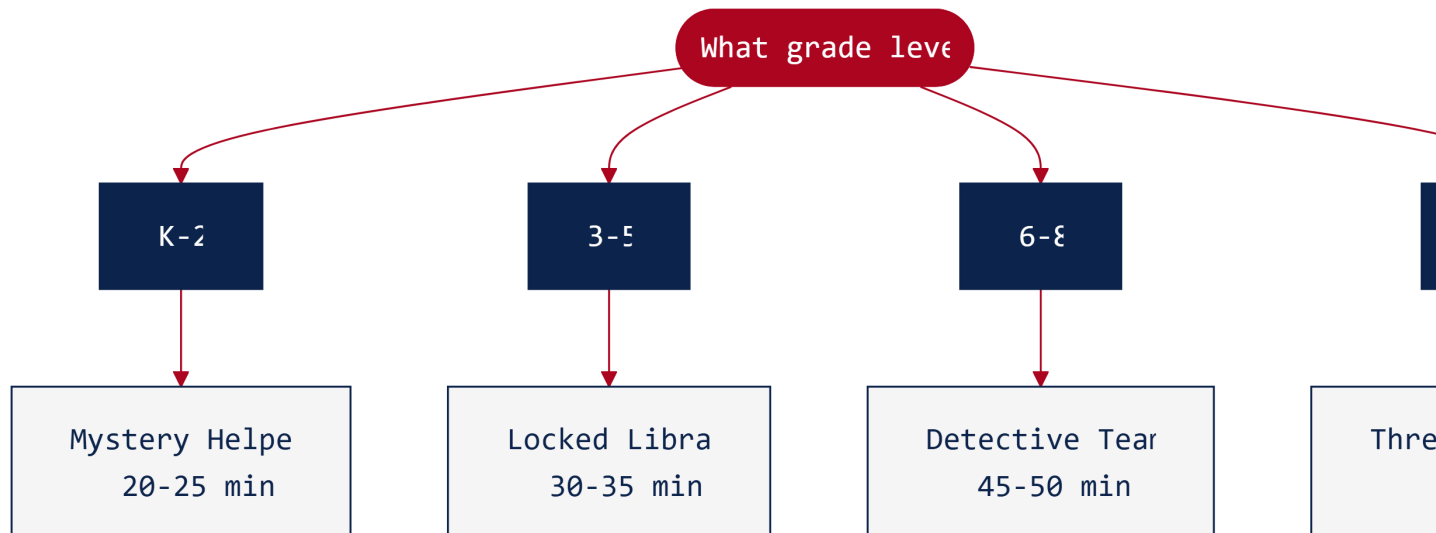 What grade leve
K-2
3-5
6-8
Mystery Helpe
20-25 min
Locked Libra
30-35 min
Detective Tea
45-50 min
Thre